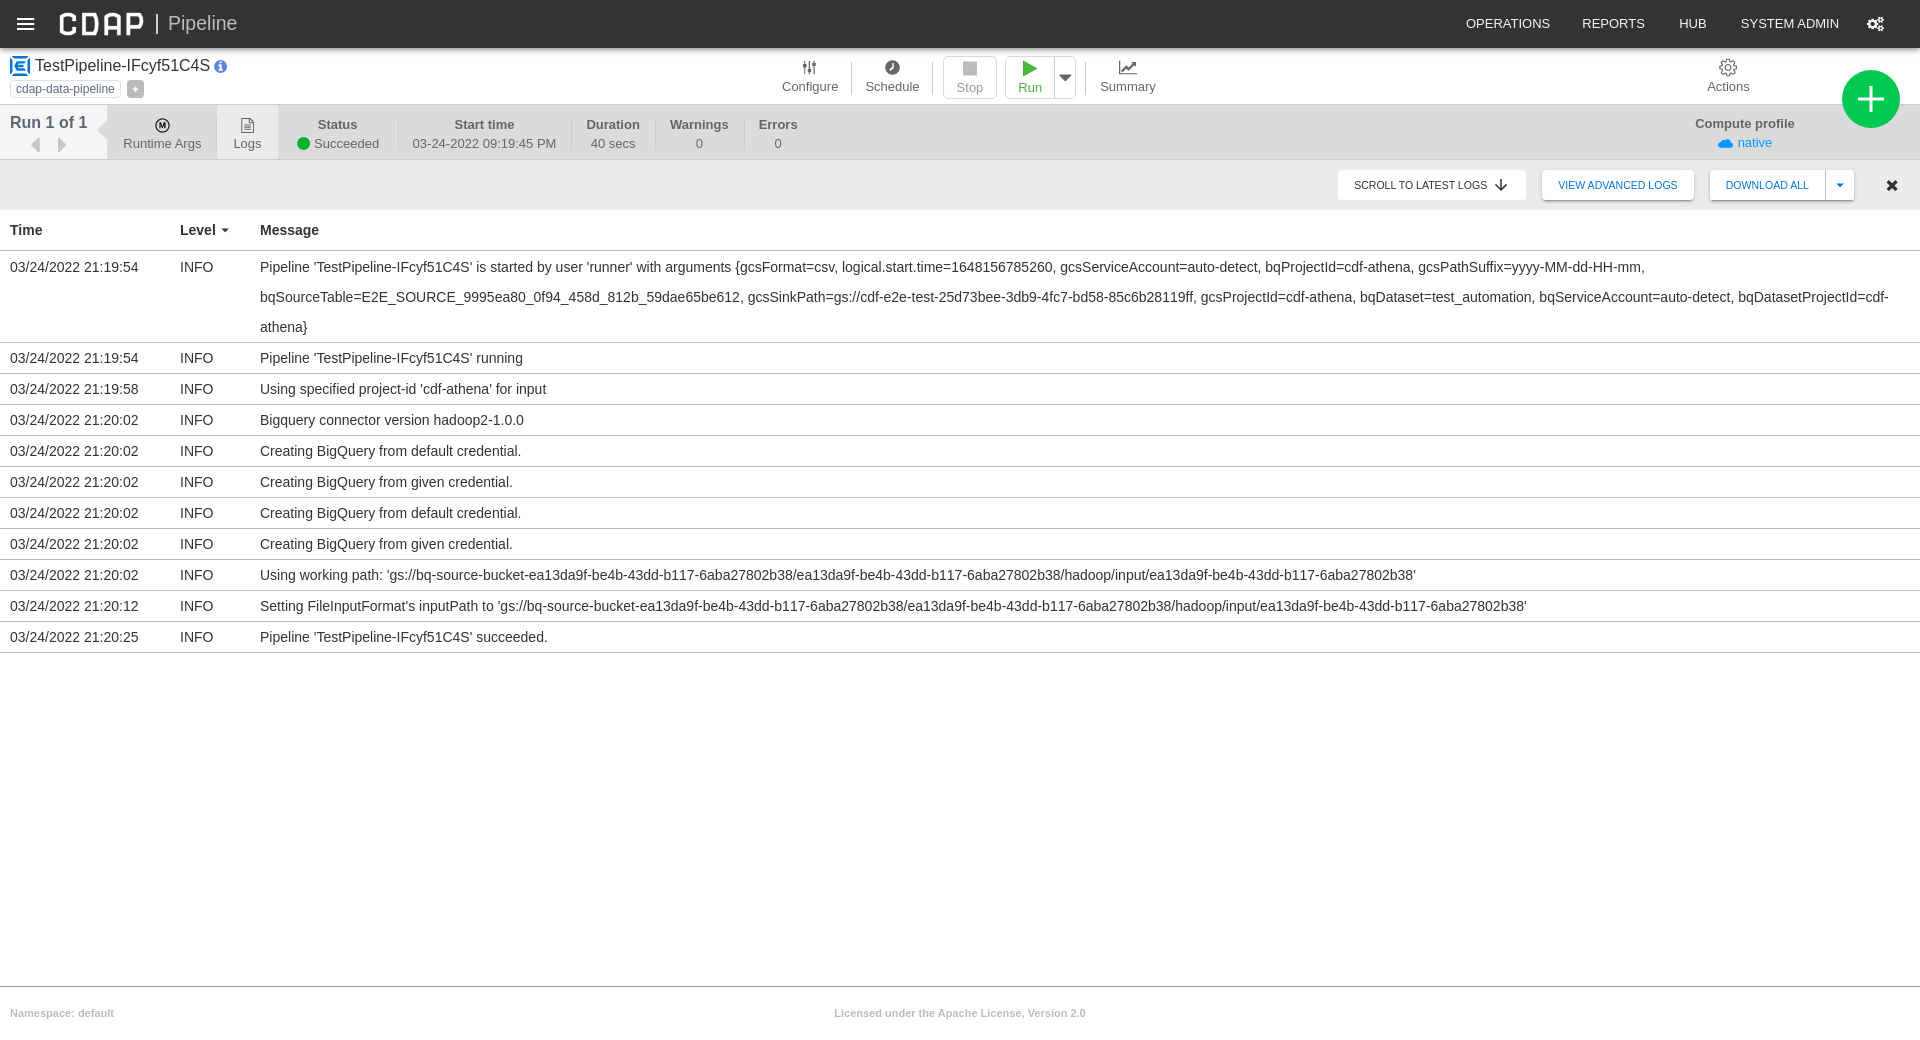 CDAP | Pipeline
OPERATIONS REPORTS HUB SYSTEM ADMIN
TestPipeline-IFcyf51C4S
cdap-data-pipeline +
Configure Schedule Stop Run Summary Actions
Run 1 of 1
Runtime Args
Logs
Status
Succeeded
Start time
03-24-2022 09:19:45 PM
Duration
40 secs
Warnings
0
Errors
0
Compute profile
native
SCROLL TO LATEST LOGS VIEW ADVANCED LOGS DOWNLOAD ALL
Time Level Message
03/24/2022 21:19:54 INFO Pipeline 'TestPipeline-IFcyf51C4S' is started by user 'runner' with arguments {gcsFormat=csv, logical.start.time=1648156785260, gcsServiceAccount=auto-detect, bqProjectId=cdf-athena, gcsPathSuffix=yyyy-MM-dd-HH-mm,
bqSourceTable=E2E_SOURCE_9995ea80_0f94_458d_812b_59dae65be612, gcsSinkPath=gs://cdf-e2e-test-25d73bee-3db9-4fc7-bd58-85c6b28119ff, gcsProjectId=cdf-athena, bqDataset=test_automation, bqServiceAccount=auto-detect, bqDatasetProjectId=cdf-
athena}
03/24/2022 21:19:54 INFO Pipeline 'TestPipeline-IFcyf51C4S' running
03/24/2022 21:19:58 INFO Using specified project-id 'cdf-athena' for input
03/24/2022 21:20:02 INFO Bigquery connector version hadoop2-1.0.0
03/24/2022 21:20:02 INFO Creating BigQuery from default credential.
03/24/2022 21:20:02 INFO Creating BigQuery from given credential.
03/24/2022 21:20:02 INFO Creating BigQuery from default credential.
03/24/2022 21:20:02 INFO Creating BigQuery from given credential.
03/24/2022 21:20:02 INFO Using working path: 'gs://bq-source-bucket-ea13da9f-be4b-43dd-b117-6aba27802b38/ea13da9f-be4b-43dd-b117-6aba27802b38/hadoop/input/ea13da9f-be4b-43dd-b117-6aba27802b38'
03/24/2022 21:20:12 INFO Setting FileInputFormat's inputPath to 'gs://bq-source-bucket-ea13da9f-be4b-43dd-b117-6aba27802b38/ea13da9f-be4b-43dd-b117-6aba27802b38/hadoop/input/ea13da9f-be4b-43dd-b117-6aba27802b38'
03/24/2022 21:20:25 INFO Pipeline 'TestPipeline-IFcyf51C4S' succeeded.
Namespace: default Licensed under the Apache License, Version 2.0